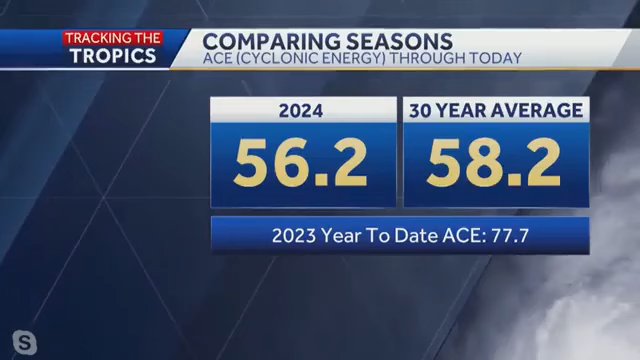 TRACKING THE
TROPICS
COMPARING SEASONS
ACE (CYCLONIC ENERGY) THROUGH TODAY
2024
30 YEAR AVERAGE
56.2
58.2
2023 Year To Date ACE: 77.7
S